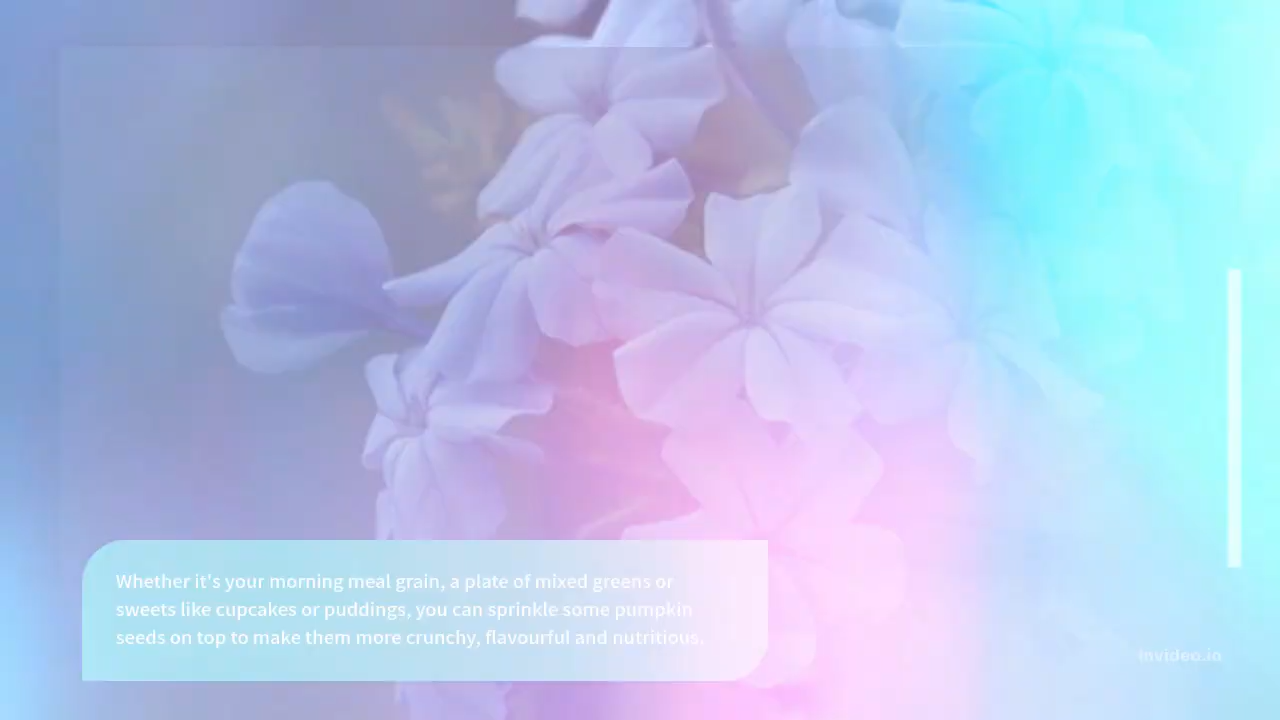 Whether it's your morning meal grain, a plate of mixed greens or
sweets like cupcakes or puddings, you can sprinkle some pumpkin
seeds on top to make them more crunchy, flavourful and nutritious.
invideo.io